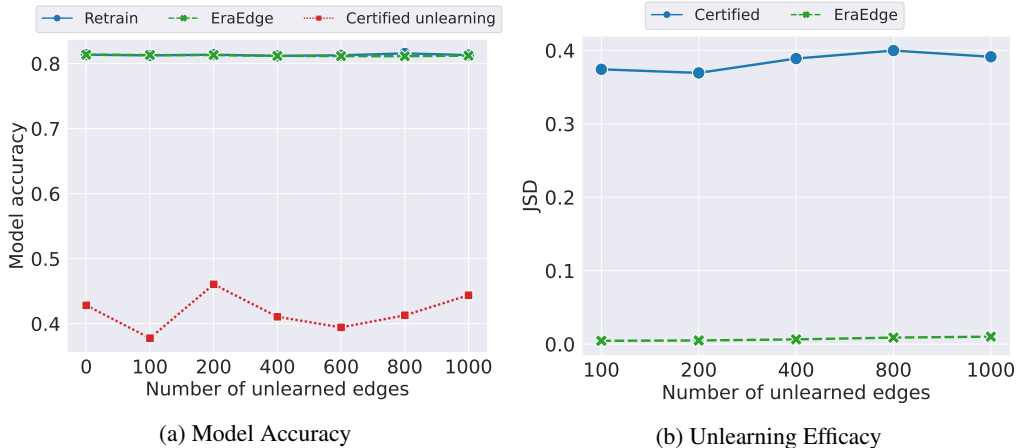 Retrain EraEdge Certified unlearning
Model accuracy
0.8
0.7
0.6
0.5
0.4
0 100 200 400 600 800 1000
Number of unlearned edges
(a) Model Accuracy
Certified EraEdge
JSD
0.4
0.3
0.2
0.1
0.0
100 200 400 800 1000
Number of unlearned edges
(b) Unlearning Efficacy